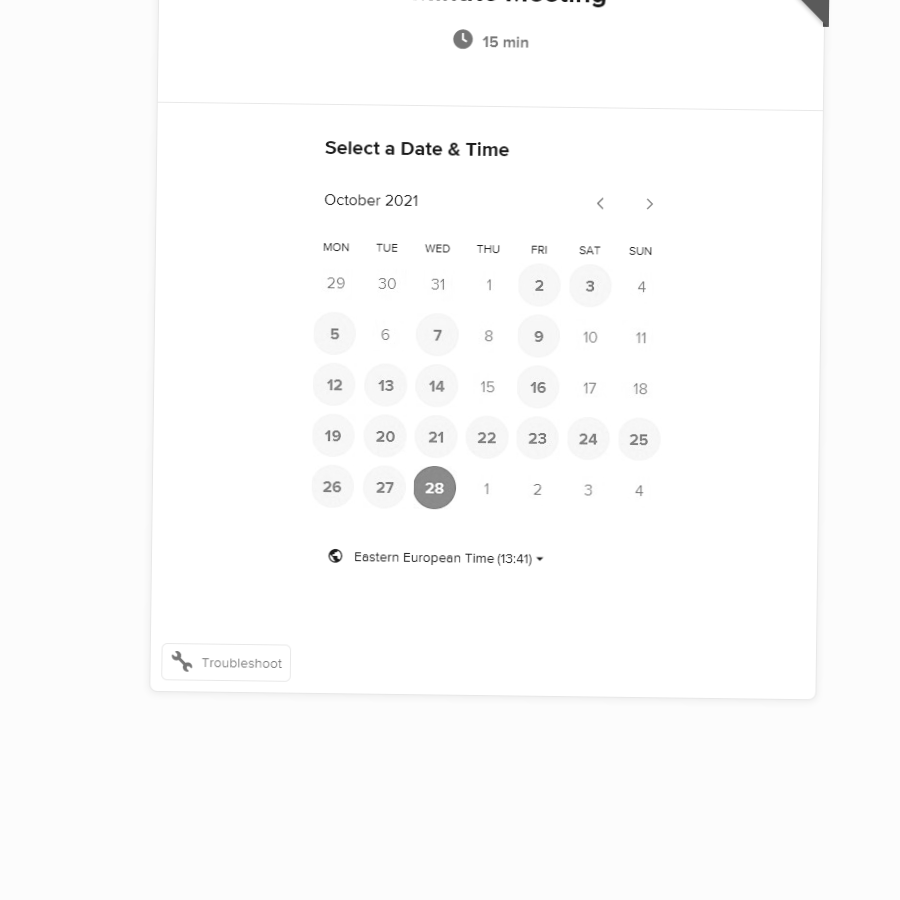 Meeting
15 min
Select a Date & Time
October 2021
MON TUE WED THU FRI SAT SUN
29 30 31 1 2 3 4
5 6 7 8 9 10 11
12 13 14 15 16 17 18
19 20 21 22 23 24 25
26 27 28 1 2 3 4
Eastern European Time (13:41)
Troubleshoot